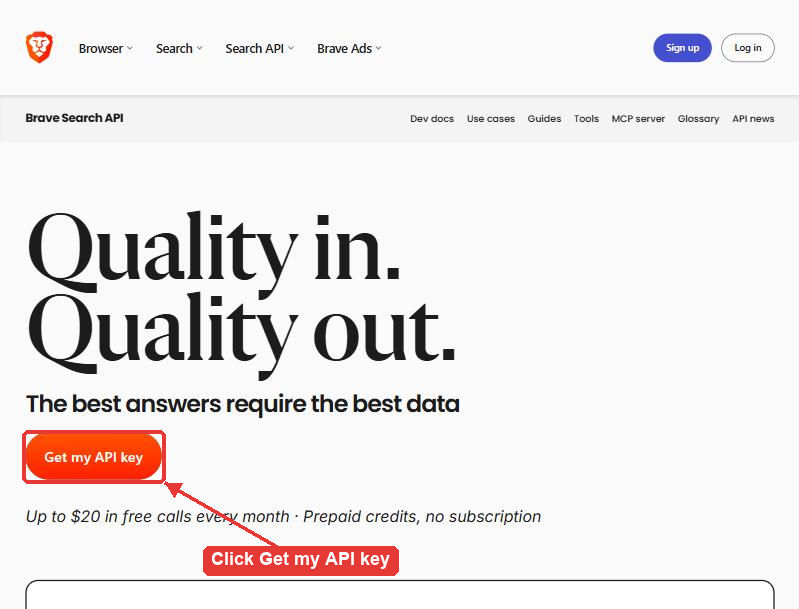 Browser
Search
Search API
Brave Ads
Sign up
Log in
Brave Search API
Dev docs
Use cases
Guides
Tools
MCP server
Glossary
API news
Quality in.
Quality out.
The best answers require the best data
Get my API key
Up to $20 in free calls every month · Prepaid credits, no subscription
Click Get my API key